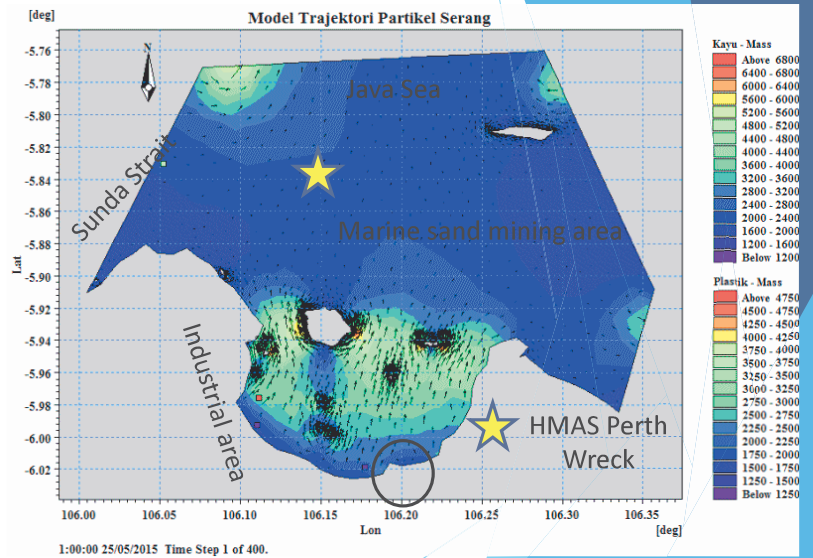 Model Trajektori Partikel Serang
[deg]
-5.76
-5.78
-5.80
-5.82
-5.84
-5.86
-5.88
-5.90
-5.92
-5.94
-5.96
-5.98
-6.00
-6.02
Lat
N
Java Sea
Sunda Strait
Marine sand mining area
Industrial area
HMAS Perth
Wreck
106.00
106.05
106.10
106.15
106.20
106.25
106.30
106.35
Lon
[deg]
Kayu - Mass
Above 6800
6400 - 6800
6000 - 6400
5600 - 6000
5200 - 5600
4800 - 5200
4400 - 4800
4000 - 4400
3600 - 4000
3200 - 3600
2800 - 3200
2400 - 2800
2000 - 2400
1600 - 2000
1200 - 1600
Below 1200
Plastik - Mass
Above 4750
4500 - 4750
4250 - 4500
4000 - 4250
3750 - 4000
3500 - 3750
3250 - 3500
3000 - 3250
2750 - 3000
2500 - 2750
2250 - 2500
2000 - 2250
1750 - 2000
1500 - 1750
1250 - 1500
Below 1250
1:00:00 25/05/2015 Time Step 1 of 400.